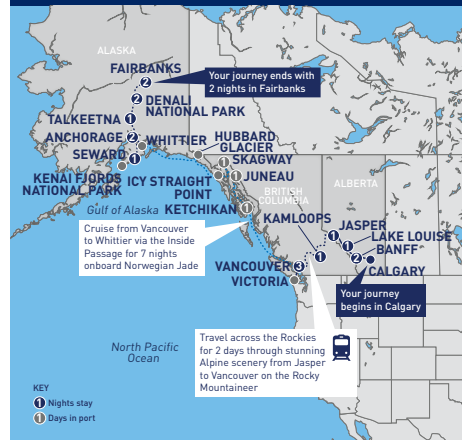 ALASKA
FAIRBANKS
2
Your journey ends with
2 nights in Fairbanks
2
DENALI
NATIONAL PARK
TALKEETNA
1
ANCHORAGE
2
WHITTIER
HUBBARD
GLACIER
SEWARD
1
SKAGWAY
KENAI FJORDS
NATIONAL PARK
ICY STRAIGHT
POINT
1
JUNEAU
BRITISH
COLUMBIA
ALBERTA
Gulf of Alaska
KETCHIKAN
1
KAMLOOPS
JASPER
1
Cruise from Vancouver
to Whittier via the Inside
Passage for 7 nights
onboard Norwegian Jade
LAKE LOUISE
1
BANFF
2
1
VANCOUVER
3
CALGARY
VICTORIA
Your journey
begins in Calgary
North Pacific
Ocean
Travel across the Rockies
for 2 days through stunning
Alpine scenery from Jasper
to Vancouver on the Rocky
Mountaineer
KEY
1 Nights stay
1 Days in port